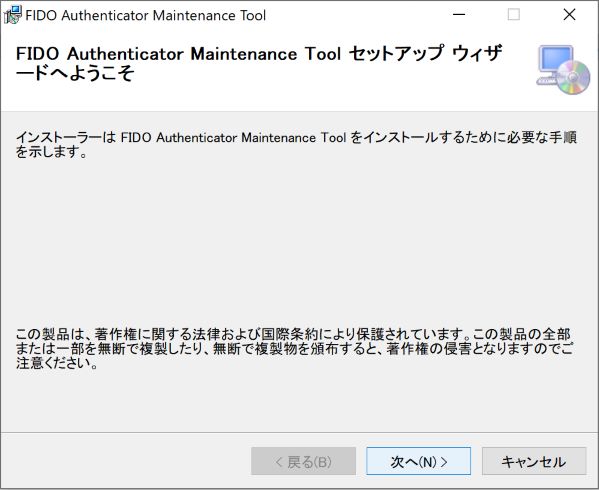 FIDO Authenticator Maintenance Tool
FIDO Authenticator Maintenance Tool セットアップ ウィザ
ードへようこそ
インストーラーは FIDO Authenticator Maintenance Tool をインストールするために必要な手順
を示します。
この製品は、著作権に関する法律および国際条約により保護されています。この製品の全部
または一部を無断で複製したり、無断で複製物を頒布すると、著作権の侵害となりますのでご
注意ください。
< 戻る(B)
次へ(N) >
キャンセル